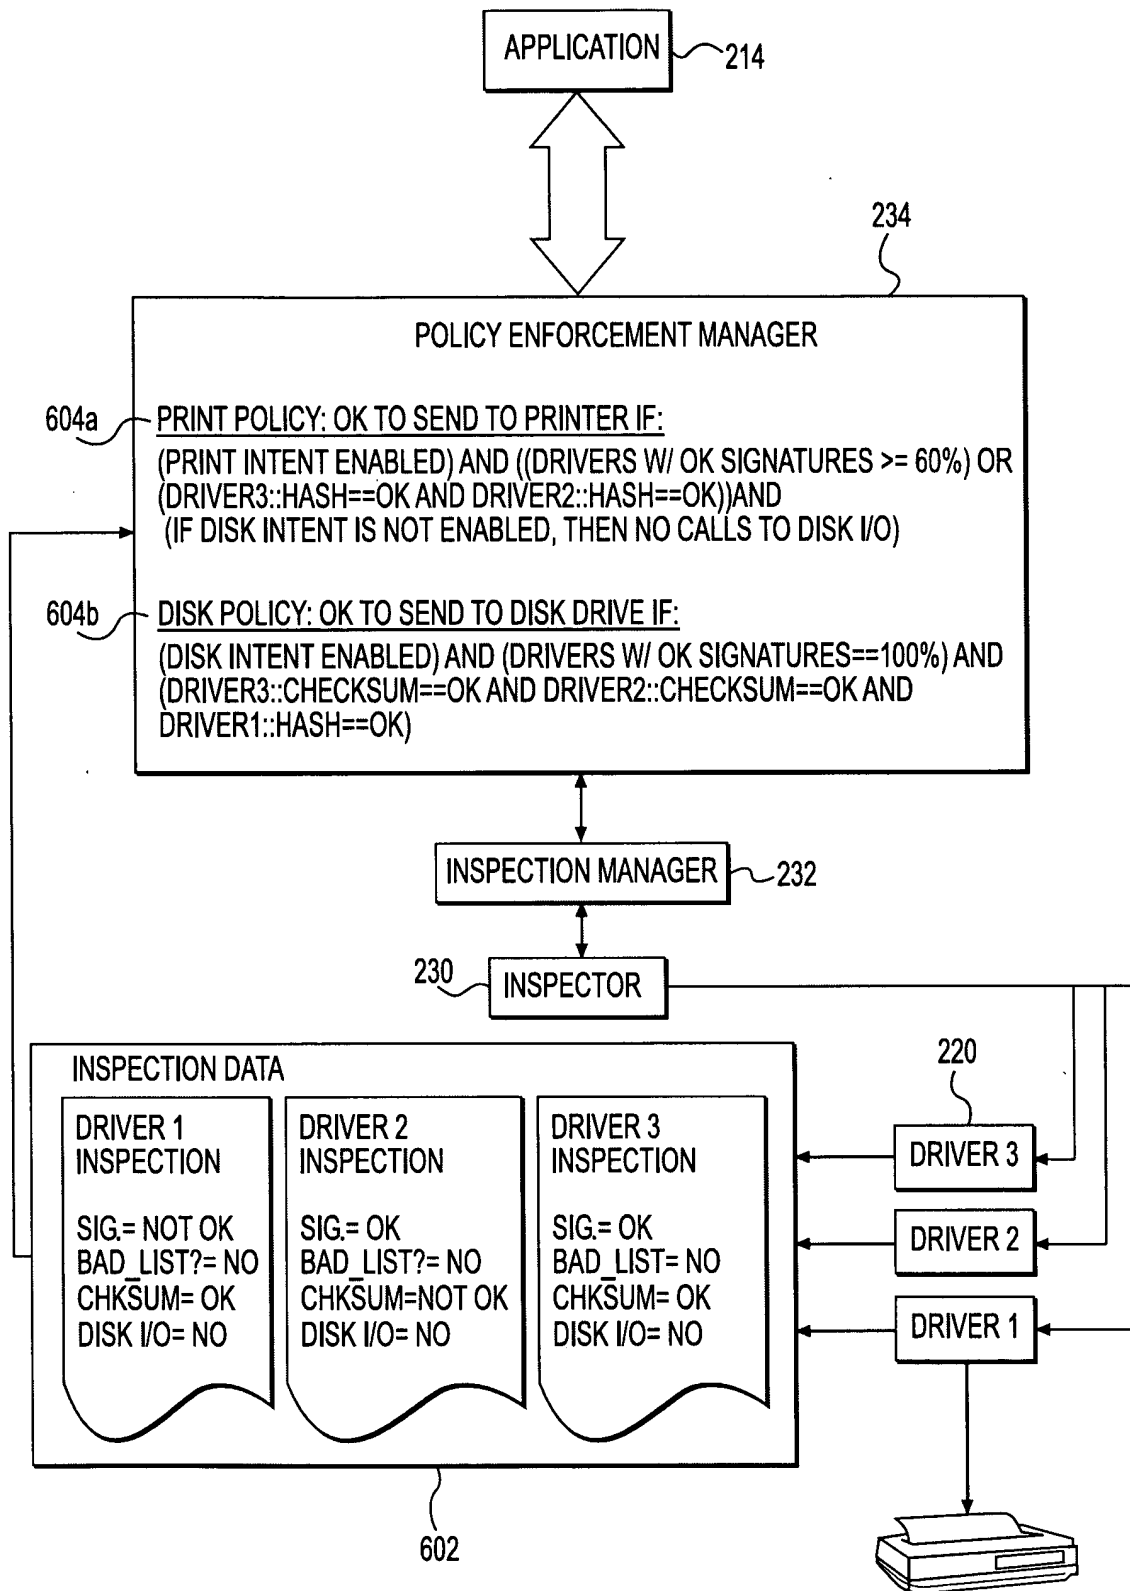 APPLICATION
214
234
POLICY ENFORCEMENT MANAGER
604a
PRINT POLICY: OK TO SEND TO PRINTER IF:
(PRINT INTENT ENABLED) AND ((DRIVERS W/ OK SIGNATURES >= 60%) OR
(DRIVER3::HASH==OK AND DRIVER2::HASH==OK))AND
(IF DISK INTENT IS NOT ENABLED, THEN NO CALLS TO DISK I/O)
604b
DISK POLICY: OK TO SEND TO DISK DRIVE IF:
(DISK INTENT ENABLED) AND (DRIVERS W/ OK SIGNATURES==100%) AND
(DRIVER3::CHECKSUM==OK AND DRIVER2::CHECKSUM==OK AND
DRIVER1::HASH==OK)
INSPECTION MANAGER
232
230
INSPECTOR
INSPECTION DATA
DRIVER 1
INSPECTION
SIG.= NOT OK
BAD_LIST?= NO
CHKSUM= OK
DISK I/O= NO
DRIVER 2
INSPECTION
SIG.= OK
BAD_LIST?= NO
CHKSUM=NOT OK
DISK I/O= NO
DRIVER 3
INSPECTION
SIG.= OK
BAD_LIST= NO
CHKSUM= OK
DISK I/O= NO
220
DRIVER 3
DRIVER 2
DRIVER 1
602